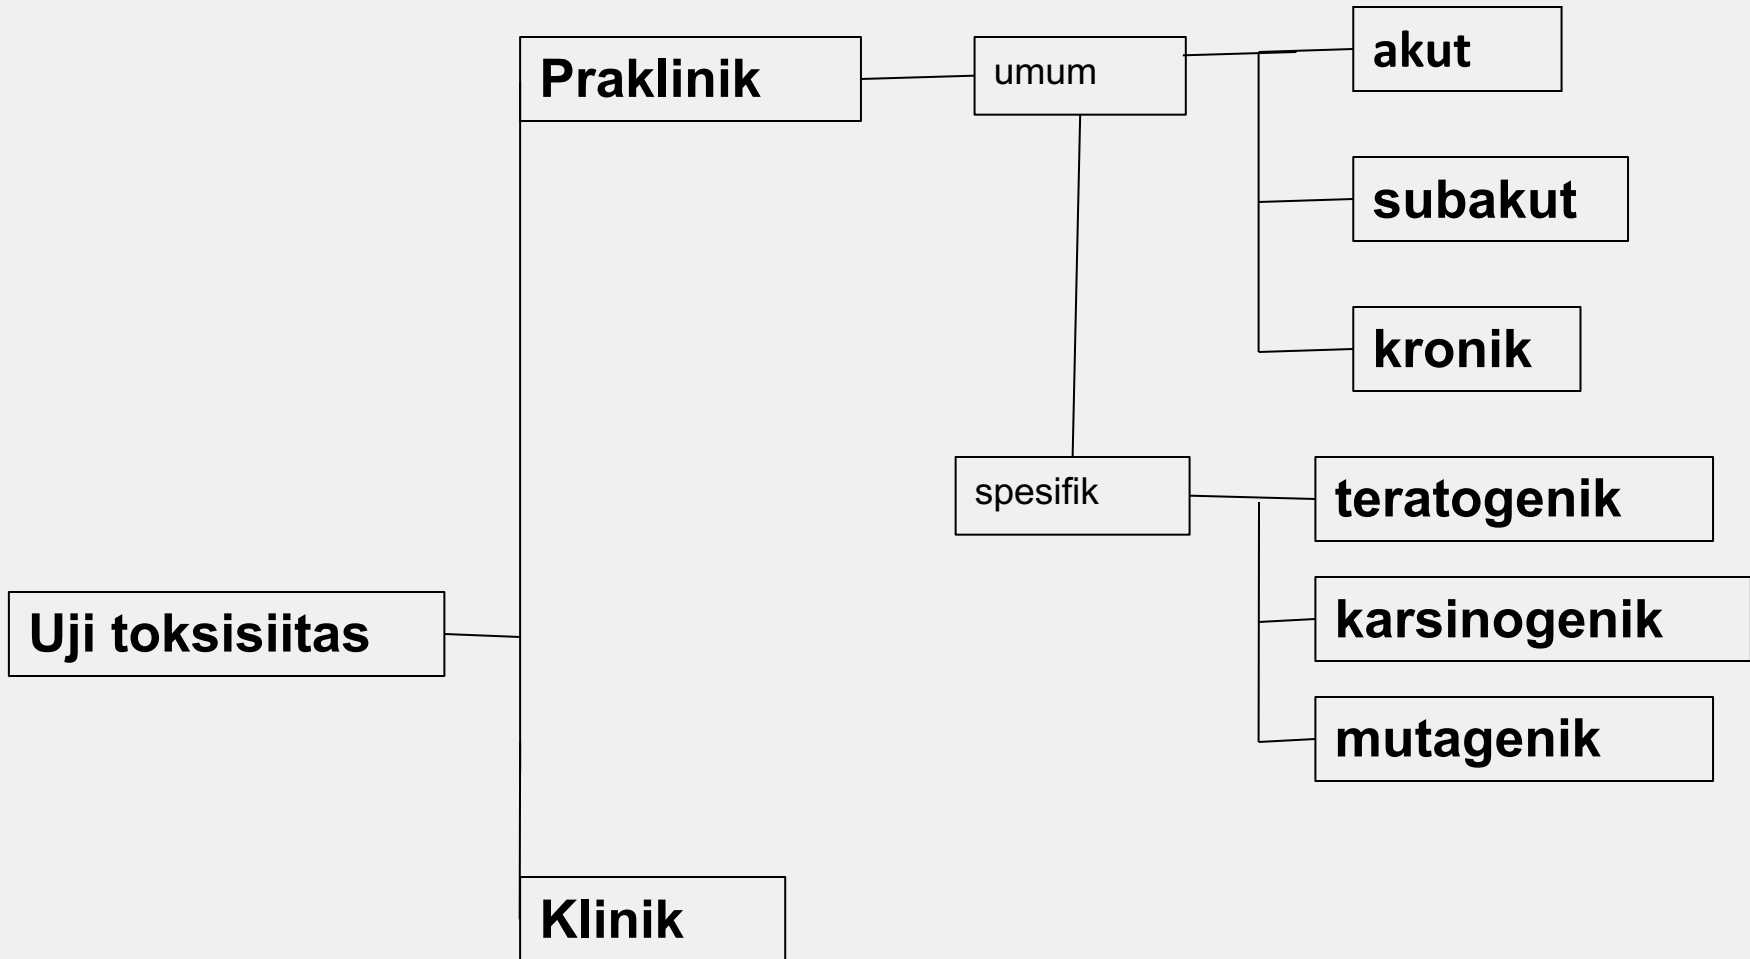 Praklinik
umum
akut
subakut
kronik
spesifik
teratogenik
karsinogenik
mutagenik
Uji toksisiitas
Klinik